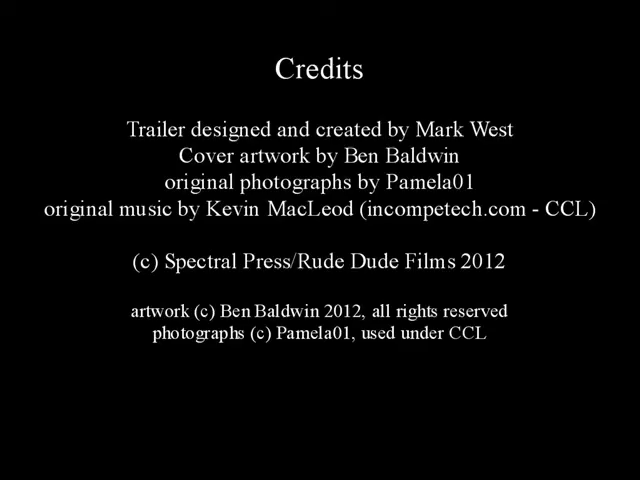 Credits
Trailer designed and created by Mark West
Cover artwork by Ben Baldwin
original photographs by Pamela01
original music by Kevin MacLeod (incompetech.com - CCL)
(c) Spectral Press/Rude Dude Films 2012
artwork (c) Ben Baldwin 2012, all rights reserved
photographs (c) Pamela01, used under CCL